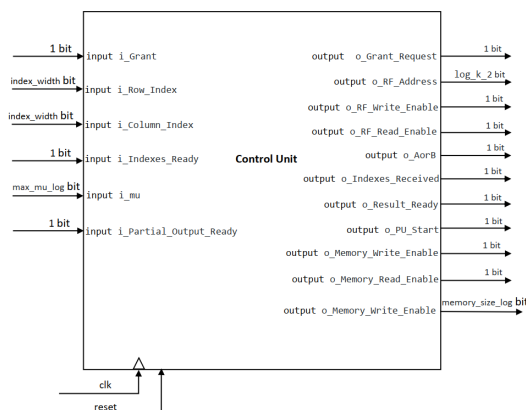 1 bit
input i_Grant
index_width bit
input i_Row_Index
index_width bit
input i_Column_Index
1 bit
input i_Indexes_Ready
max_mu_log bit
input i_mu
1 bit
input i_Partial_Output_Ready
Control Unit
output o_Grant_Request
1 bit
output o_RF_Address
log_k_2 bit
output o_RF_Write_Enable
1 bit
output o_RF_Read_Enable
1 bit
output o_AorB
1 bit
output o_Indexes_Received
1 bit
output o_Result_Ready
1 bit
output o_PU_Start
1 bit
output o_Memory_Write_Enable
1 bit
output o_Memory_Read_Enable
1 bit
output o_Memory_Write_Enable
memory_size_log bit
clk
reset